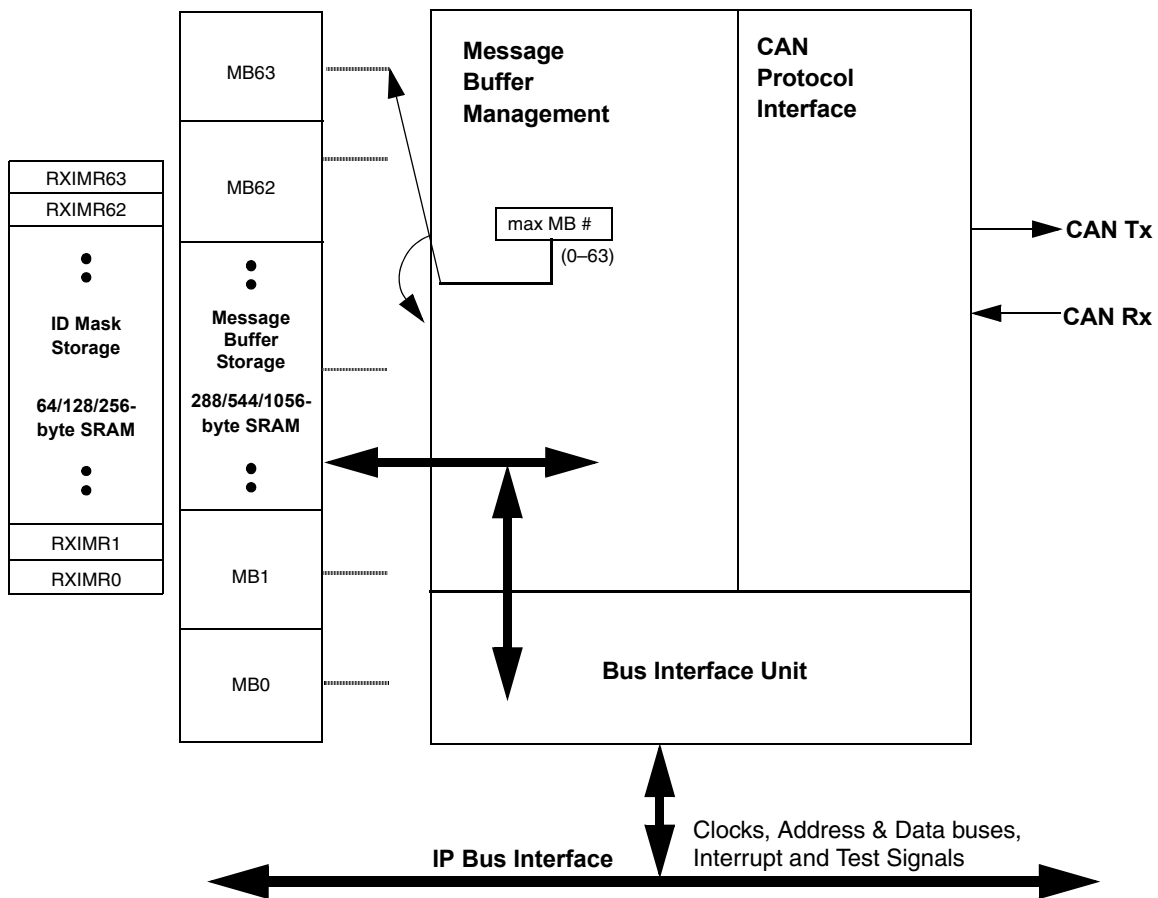 RXIMR63
RXIMR62
ID Mask
Storage
64/128/256-
byte SRAM
RXIMR1
RXIMR0
MB63
MB62
Message
Buffer
Storage
288/544/1056-
byte SRAM
MB1
MB0
Message
Buffer
Management
max MB #
(0–63)
CAN
Protocol
Interface
CAN Tx
CAN Rx
Bus Interface Unit
Clocks, Address & Data buses,
Interrupt and Test Signals
IP Bus Interface